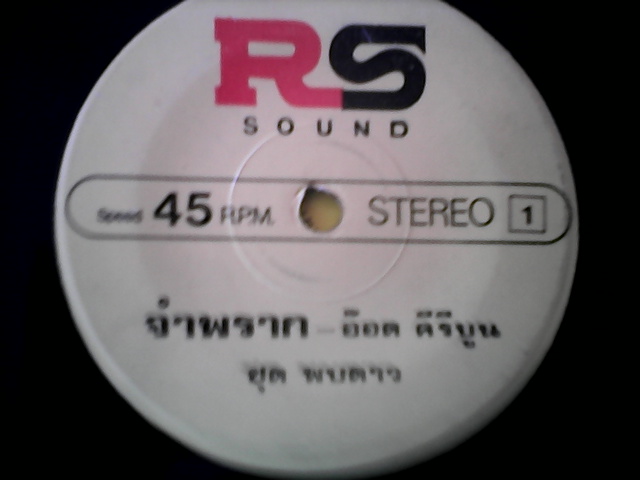 RS
SOUND
Speed 45 R.P.M. STEREO 1
จำพราก - อ๊อด คีรีบูน
ชุด พบดาว